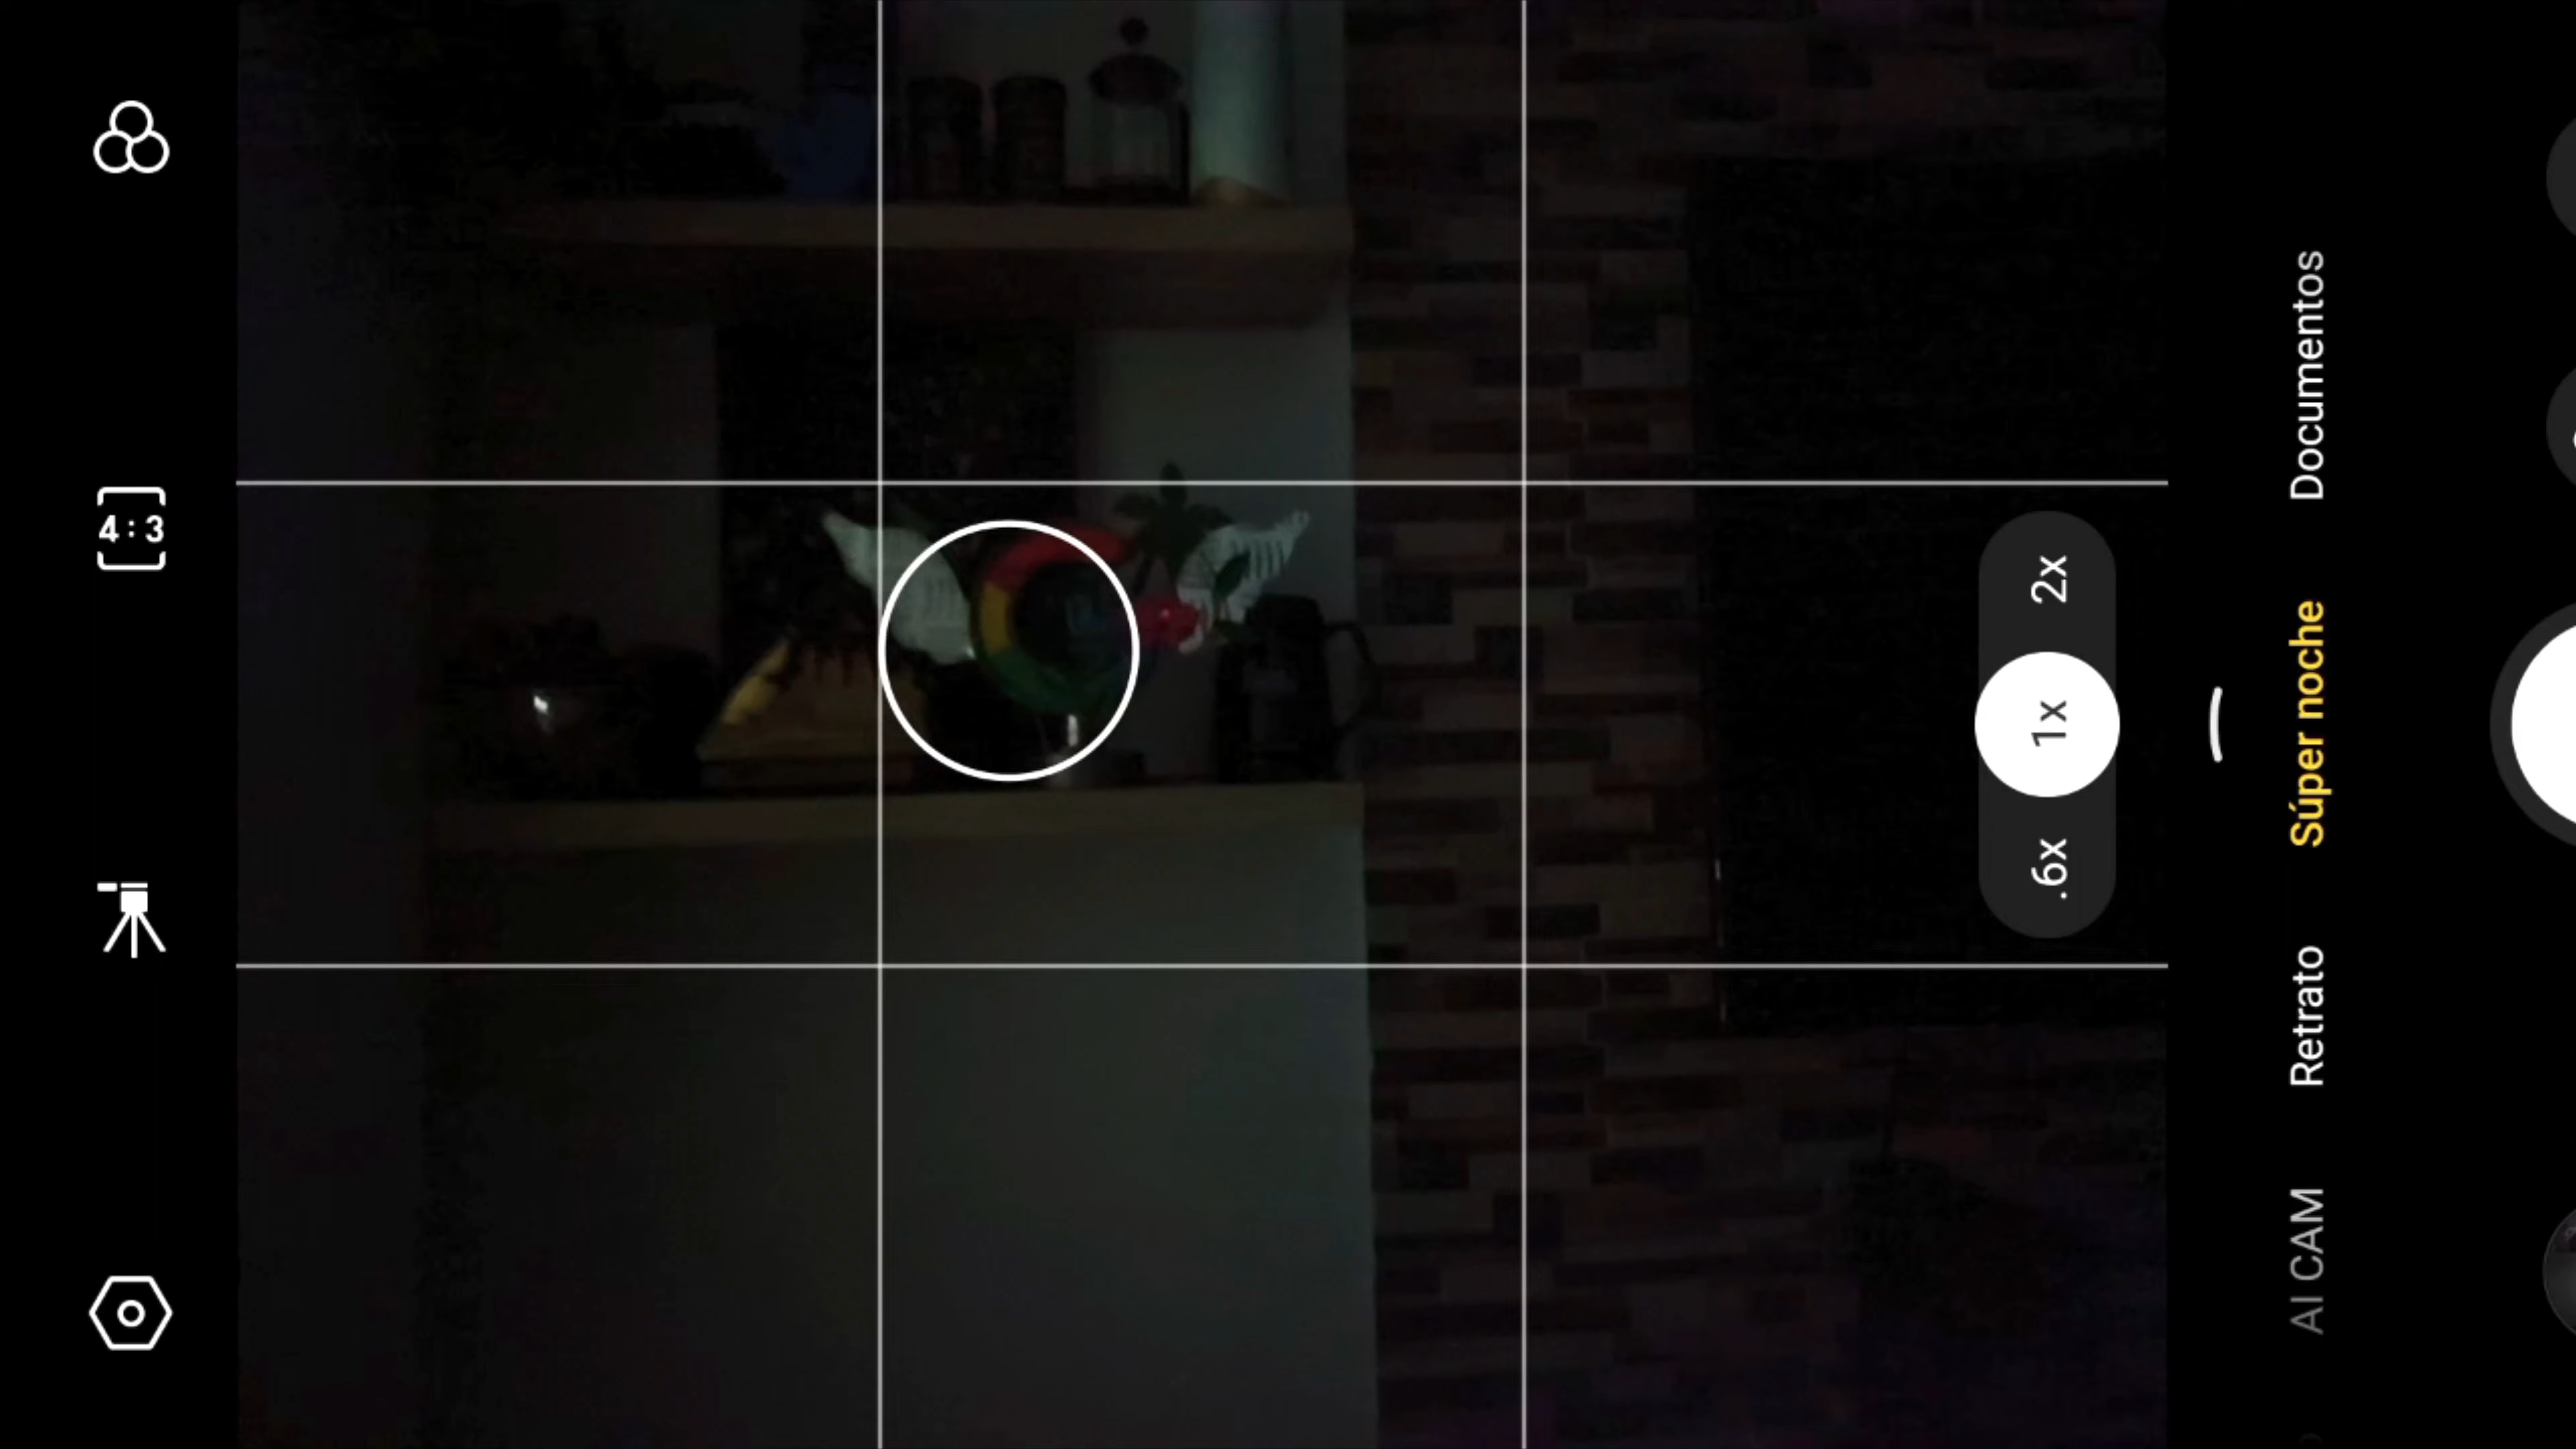 4:3
2x
1x
.6x
Documentos
Súper noche
Retrato
AI CAM